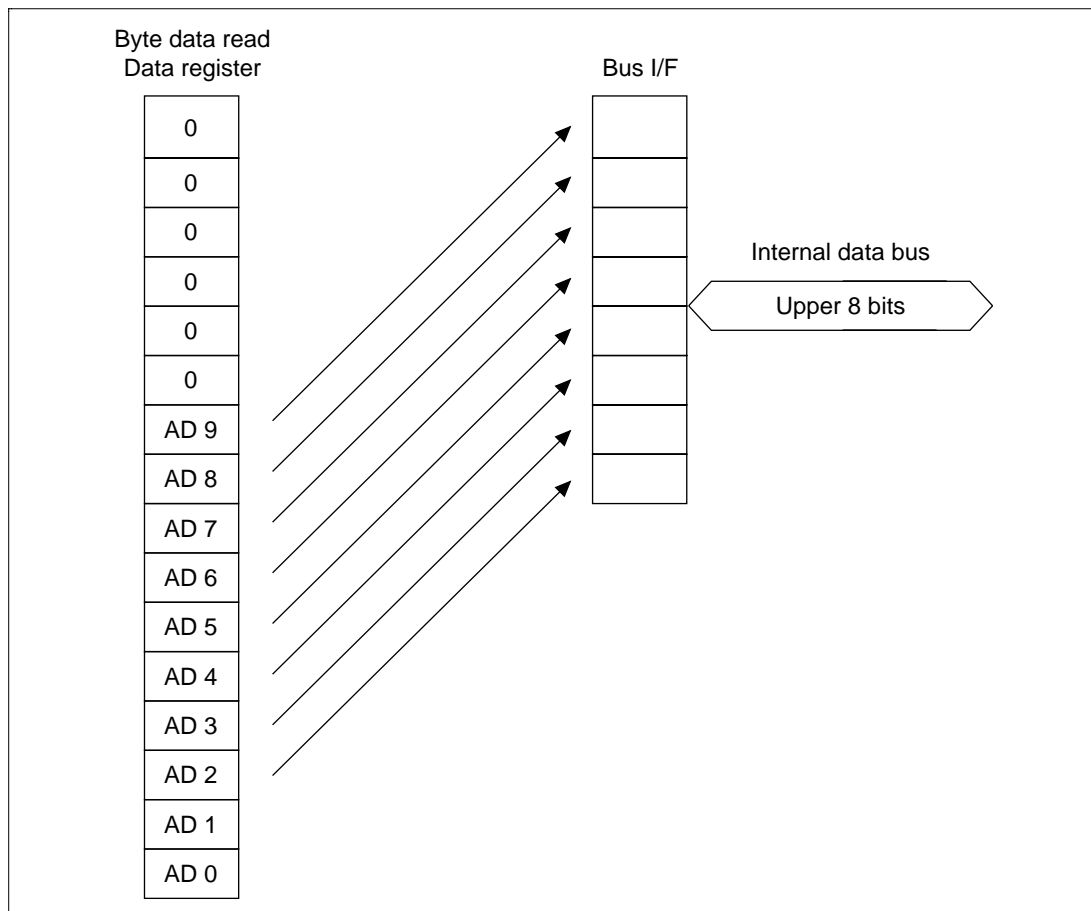 Byte data read
Data register
0
0
0
0
0
0
AD 9
AD 8
AD 7
AD 6
AD 5
AD 4
AD 3
AD 2
AD 1
AD 0
Bus I/F
Internal data bus
Upper 8 bits